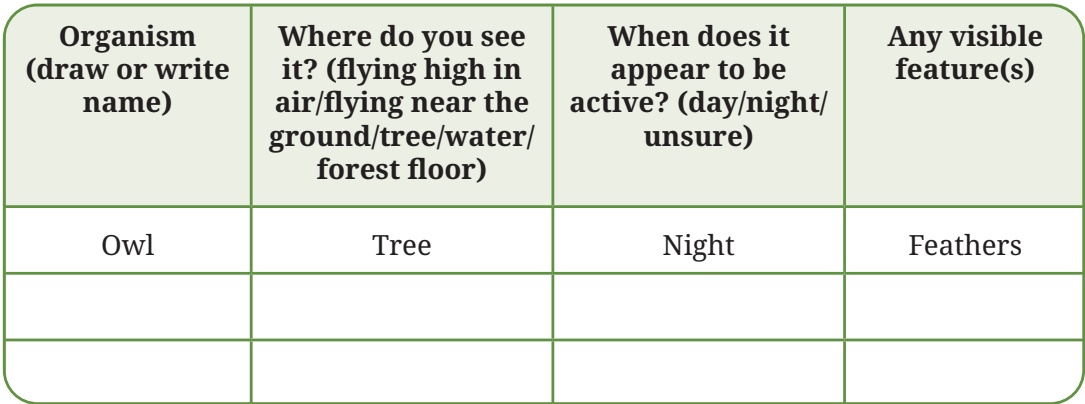 Organism
(draw or write
name)
Where do you see
it? (flying high in
air/flying near the
ground/tree/water/
forest floor)
When does it
appear to be
active? (day/night/
unsure)
Any visible
feature(s)
Owl
Tree
Night
Feathers